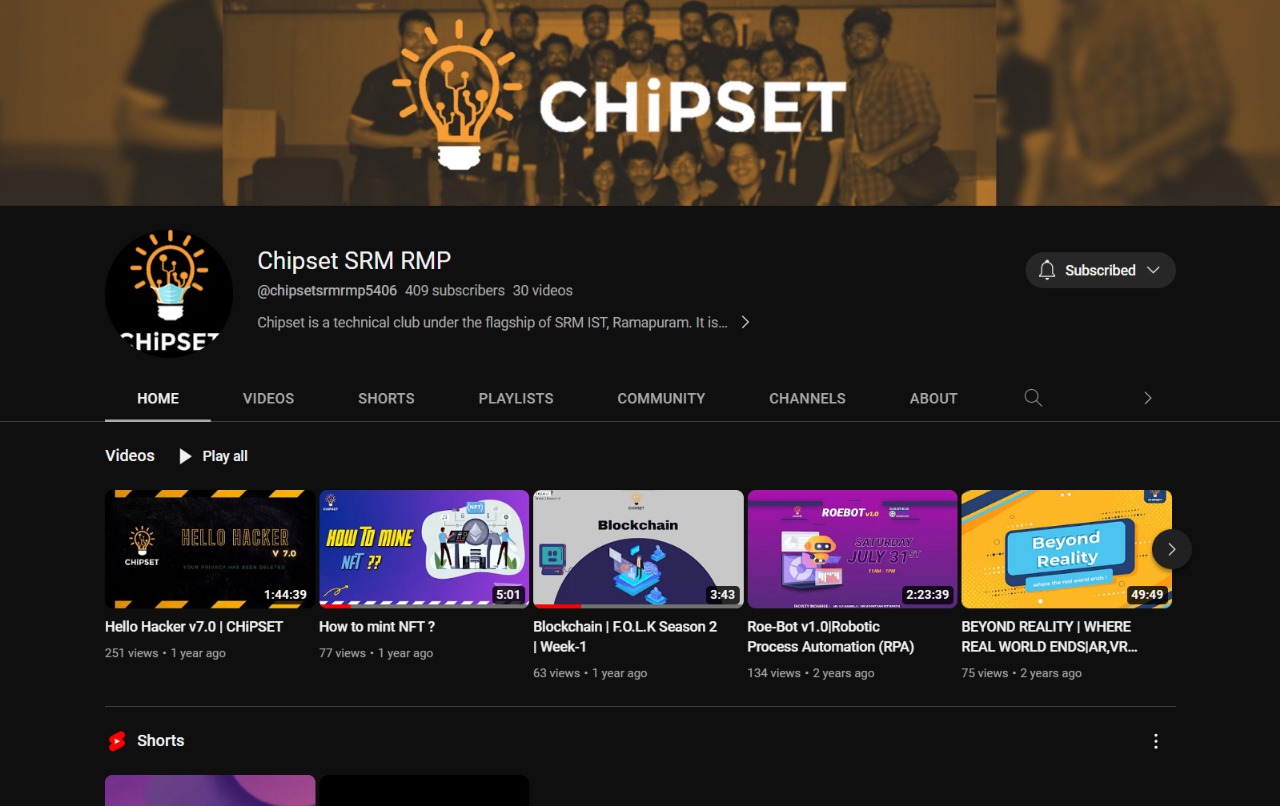 CHiPSET
CHiPSET
Chipset SRM RMP
@chipsetsrmrmp5406 409 subscribers 30 videos
Subscribed
Chipset is a technical club under the flagship of SRM IST, Ramapuram. It is...
HOME VIDEOS SHORTS PLAYLISTS COMMUNITY CHANNELS ABOUT
Videos Play all
CHiPSET
HELLO HACKER
V 7.0
YOUR PRIVACY HAS BEEN DELETED
1:44:39
HOW TO MINE
NFT ??
NFT
5:01
Blockchain
3:43
ROEBOT v1.0
SATURDAY
JULY 31ST
11AM - 1PM
2:23:39
Beyond
Reality
where the real world ends !
49:49
Hello Hacker v7.0 | CHiPSET
251 views • 1 year ago
How to mint NFT ?
77 views • 1 year ago
Blockchain | F.O.L.K Season 2
| Week-1
63 views • 1 year ago
Roe-Bot v1.0|Robotic
Process Automation (RPA)
134 views • 2 years ago
BEYOND REALITY | WHERE
REAL WORLD ENDS|AR,VR...
75 views • 2 years ago
Shorts